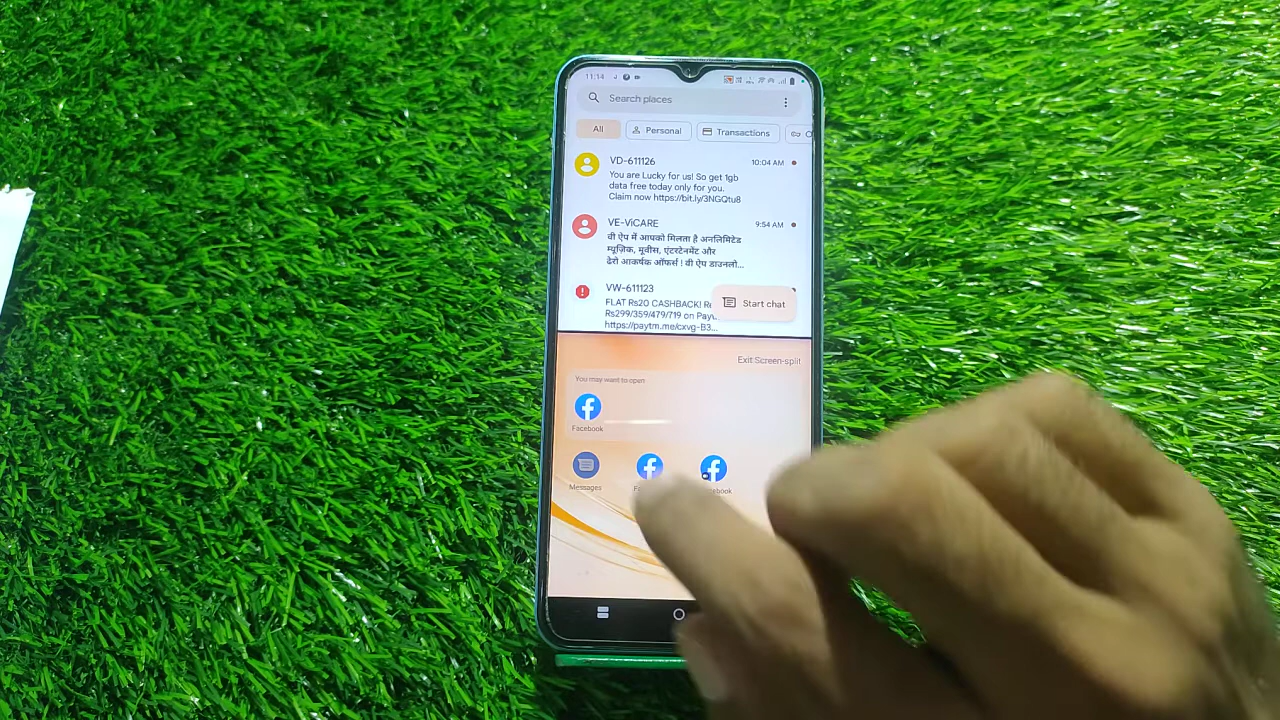 11:14
Search places
All
Personal
Transactions
VD-611126
10:04 AM
You are Lucky for us! So get 1gb
data free today only for you.
Claim now https://bit.ly/3NGQtu8
VE-ViCARE
9:54 AM
वी ऐप में आपको मिलता है अनलिमिटेड
म्यूज़िक, मूवीस, एंटरटेनमेंट और
ढेरो आकर्षक ऑफर्स ! वी ऐप डाउनलो...
VW-611123
FLAT Rs20 CASHBACK!
Rs299/359/479/719 on
https://paytm.me/cxvg-B3...
Start chat
Exit Screen-split
You may want to open
Facebook
Messages